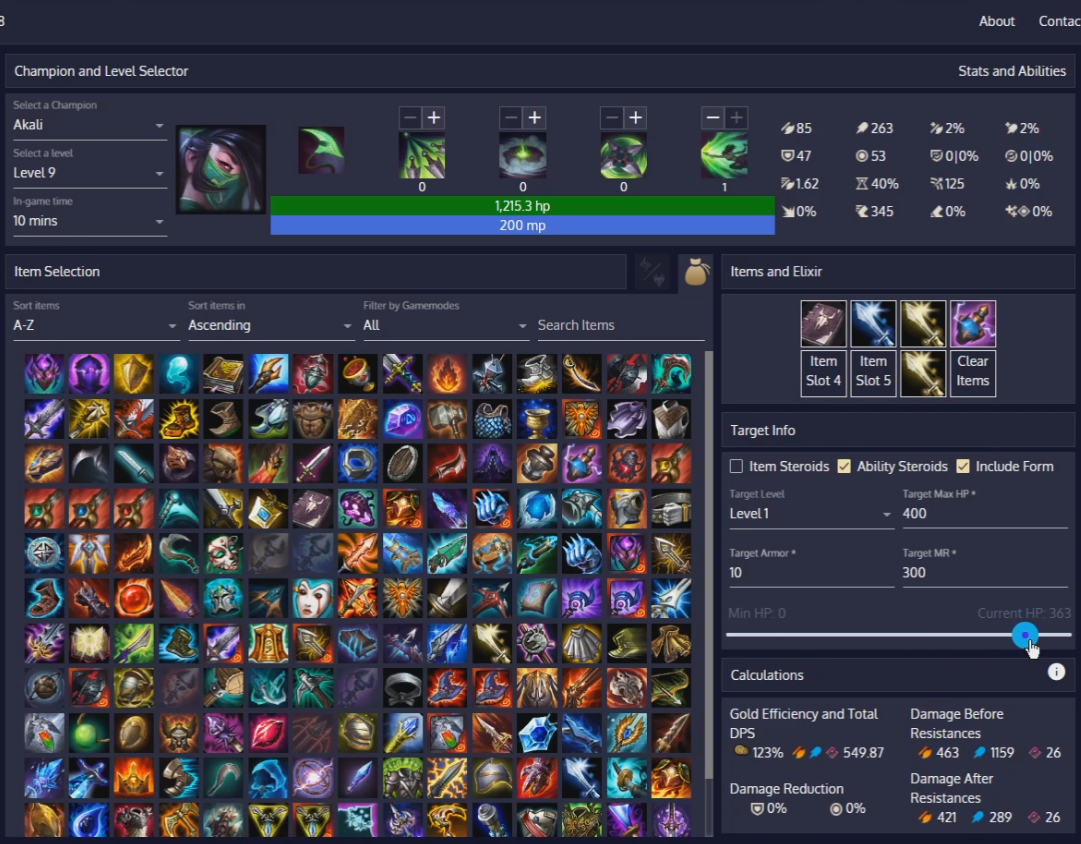 8
About Contac
Champion and Level Selector
Stats and Abilities
Select a Champion
Akali
Select a level
Level 9
In-game time
10 mins
0 0 0 1
1,215.3 hp
200 mp
85 263 2% 2%
47 53 0|0% 0|0%
1.62 40% 125 0%
0% 345 0% 0%
Item Selection
Sort items
A-Z
Sort items in
Ascending
Filter by Gamemodes
All
Search Items
Items and Elixir
Item
Slot 4
Item
Slot 5
Clear
Items
Target Info
Item Steroids Ability Steroids Include Form
Target Level
Level 1
Target Max HP *
400
Target Armor *
10
Target MR *
300
Min HP: 0 Current HP: 363
Calculations
Gold Efficiency and Total
DPS
123% 549.87
Damage Reduction
0% 0%
Damage Before
Resistances
463 1159 26
Damage After
Resistances
421 289 26